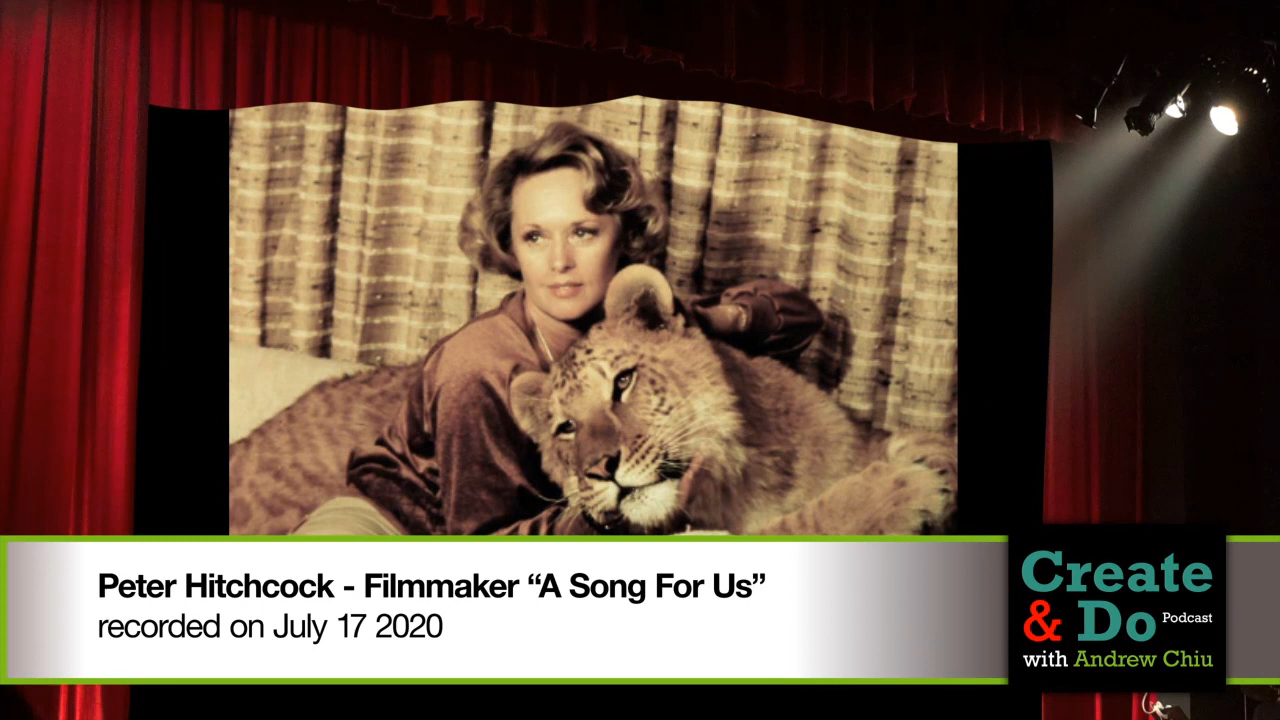 Peter Hitchcock - Filmmaker “A Song For Us”
recorded on July 17 2020
Create
& Do Podcast
with Andrew Chiu